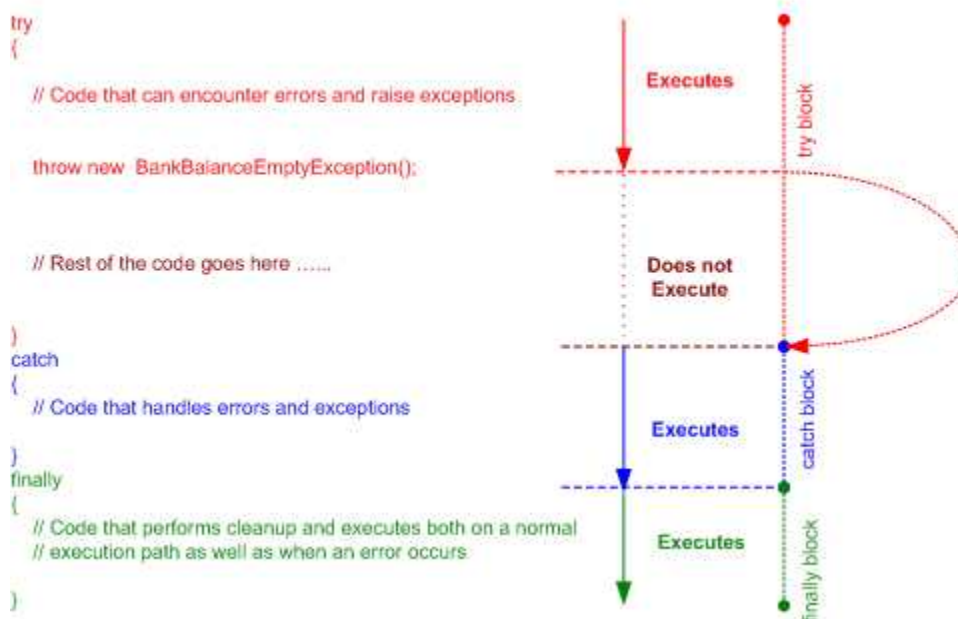 try
{
// Code that can encounter errors and raise exceptions
throw new BankBalanceEmptyException();
// Rest of the code goes here ......
}
catch
{
// Code that handles errors and exceptions
}
finally
{
// Code that performs cleanup and executes both on a normal
// execution path as well as when an error occurs
}
Executes
Does not
Execute
Executes
Executes
try block
catch block
finally block